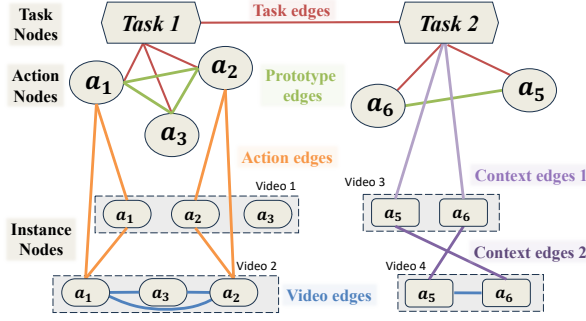 Task Nodes
Task 1
Task edges
Task 2
Action Nodes
a₁
a₂
a₃
Prototype edges
a₆
a₅
Action edges
Context edges 1
Video 1
a₁
a₂
a₃
Video 3
a₅
a₆
Instance Nodes
Context edges 2
Video 2
a₁
a₃
a₂
Video edges
Video 4
a₅
a₆